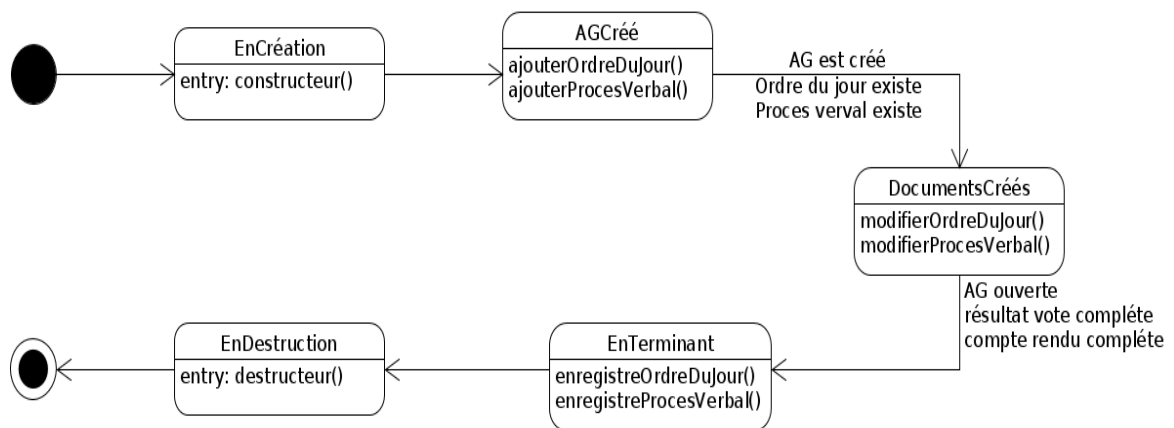 EnCréation
entry: constructeur()
AGCréé
ajouterOrdreDuJour()
ajouterProcesVerbal()
AG est créé
Ordre du jour existe
Proces verval existe
DocumentsCréés
modifierOrdreDuJour()
modifierProcesVerbal()
AG ouverte
résultat vote compléte
compte rendu compléte
EnTerminant
enregistreOrdreDuJour()
enregistreProcesVerbal()
EnDestruction
entry: destructeur()